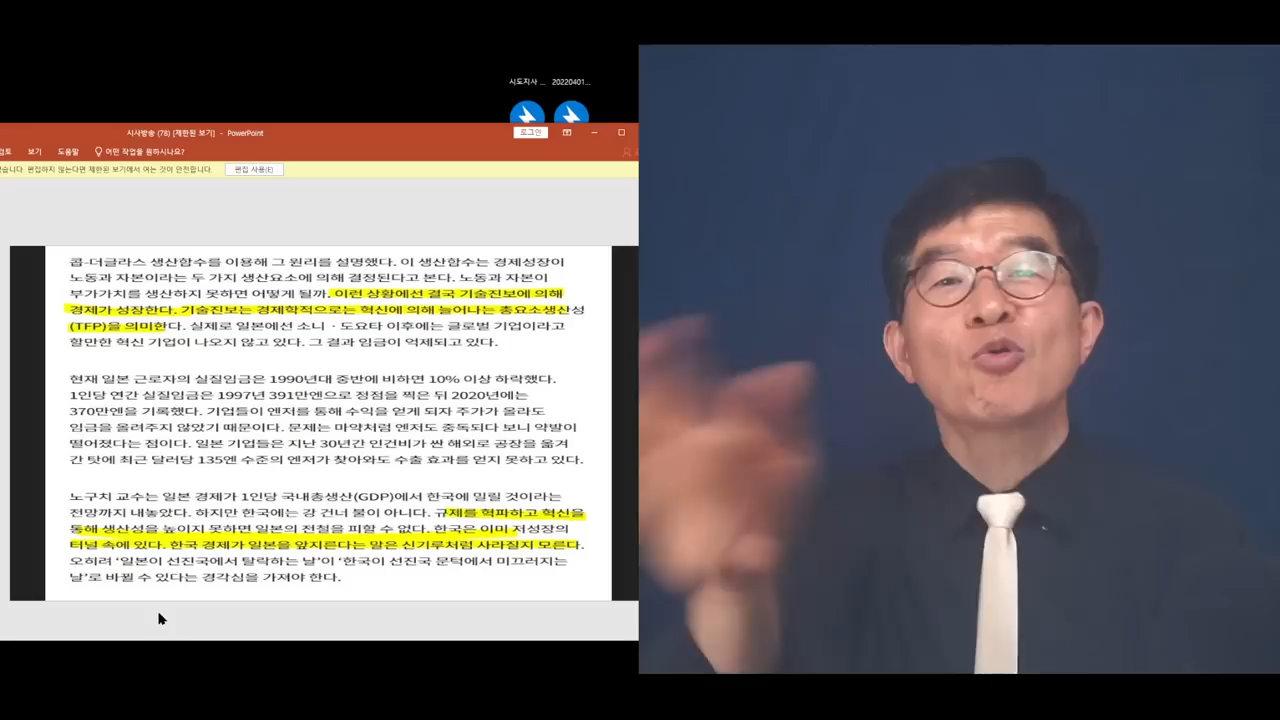 시도지사 ... 20220401...
시사방송 (78) [제한된 보기] - PowerPoint
로그인
검토 보기 도움말 어떤 작업을 원하시나요?
있습니다. 편집하지 않는다면 제한된 보기에서 여는 것이 안전합니다. 편집 사용(E)
콥-더글라스 생산함수를 이용해 그 원리를 설명했다. 이 생산함수는 경제성장이
노동과 자본이라는 두 가지 생산요소에 의해 결정된다고 본다. 노동과 자본이
부가가치를 생산하지 못하면 어떻게 될까. 이런 상황에선 결국 기술진보에 의해
경제가 성장한다. 기술진보는 경제학적으로는 혁신에 의해 늘어나는 총요소생산성
(TFP)을 의미한다. 실제로 일본에선 소니ㆍ도요타 이후에는 글로벌 기업이라고
할만한 혁신 기업이 나오지 않고 있다. 그 결과 임금이 억제되고 있다.
현재 일본 근로자의 실질임금은 1990년대 중반에 비하면 10% 이상 하락했다.
1인당 연간 실질임금은 1997년 391만엔으로 정점을 찍은 뒤 2020년에는
370만엔을 기록했다. 기업들이 엔저를 통해 수익을 얻게 되자 주가가 올라도
임금을 올려주지 않았기 때문이다. 문제는 마약처럼 엔저도 중독되다 보니 약발이
떨어졌다는 점이다. 일본 기업들은 지난 30년간 인건비가 싼 해외로 공장을 옮겨
간 탓에 최근 달러당 135엔 수준의 엔저가 찾아와도 수출 효과를 얻지 못하고 있다.
노구치 교수는 일본 경제가 1인당 국내총생산(GDP)에서 한국에 밀릴 것이라는
전망까지 내놓았다. 하지만 한국에는 강 건너 불이 아니다. 규제를 혁파하고 혁신을
통해 생산성을 높이지 못하면 일본의 전철을 피할 수 없다. 한국은 이미 저성장의
터널 속에 있다. 한국 경제가 일본을 앞지른다는 말은 신기루처럼 사라질지 모른다.
오히려 ‘일본이 선진국에서 탈락하는 날’이 ‘한국이 선진국 문턱에서 미끄러지는
날’로 바뀔 수 있다는 경각심을 가져야 한다.